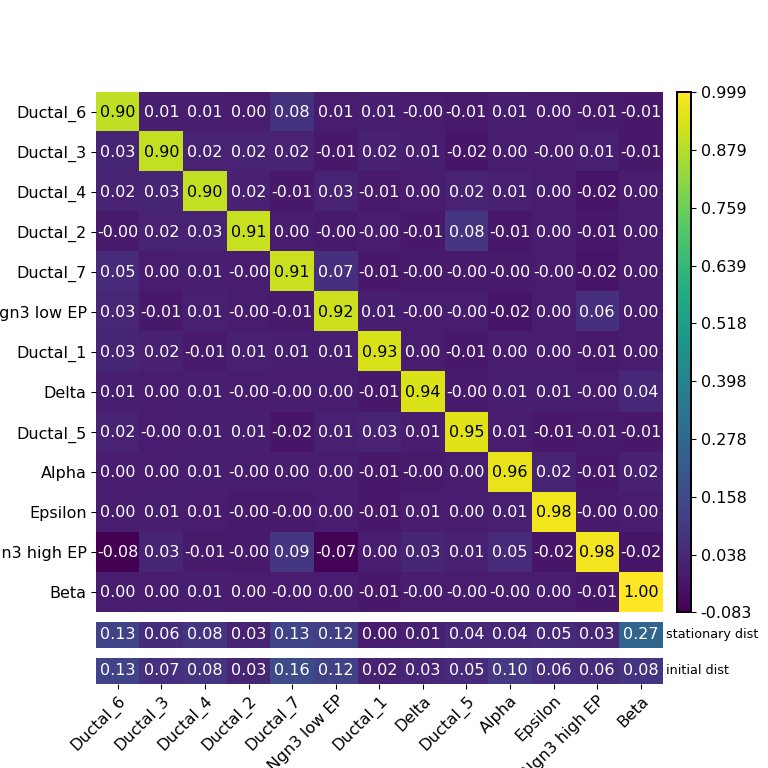 Ductal_6 0.90 0.01 0.01 0.00 0.08 0.01 0.01 -0.00 -0.01 0.01 0.00 -0.01 -0.01
Ductal_3 0.03 0.90 0.02 0.02 0.02 -0.01 0.02 0.01 -0.02 0.00 -0.00 0.01 -0.01
Ductal_4 0.02 0.03 0.90 0.02 -0.01 0.03 -0.01 0.00 0.02 0.01 0.00 -0.02 0.00
Ductal_2 -0.00 0.02 0.03 0.91 0.00 -0.00 -0.00 -0.01 0.08 -0.01 0.00 -0.01 0.00
Ductal_7 0.05 0.00 0.01 -0.00 0.91 0.07 -0.01 -0.00 -0.00 -0.00 -0.00 -0.02 0.00
gn3 low EP 0.03 -0.01 0.01 -0.00 -0.01 0.92 0.01 -0.00 -0.00 -0.02 0.00 0.06 0.00
Ductal_1 0.03 0.02 -0.01 0.01 0.01 0.01 0.93 0.00 -0.01 0.00 0.00 -0.01 0.00
Delta 0.01 0.00 0.01 -0.00 -0.00 0.00 -0.01 0.94 -0.00 0.01 0.01 -0.00 0.04
Ductal_5 0.02 -0.00 0.01 0.01 -0.02 0.01 0.03 0.01 0.95 0.01 -0.01 -0.01 -0.01
Alpha 0.00 0.00 0.01 -0.00 0.00 0.00 -0.01 -0.00 0.00 0.96 0.02 -0.01 0.02
Epsilon 0.00 0.01 0.01 -0.00 -0.00 0.00 -0.01 0.01 0.00 0.01 0.98 -0.00 0.00
n3 high EP -0.08 0.03 -0.01 -0.00 0.09 -0.07 0.00 0.03 0.01 0.05 -0.02 0.98 -0.02
Beta 0.00 0.00 0.01 0.00 -0.00 0.00 -0.01 -0.00 -0.00 -0.00 0.00 -0.01 1.00
0.13 0.06 0.08 0.03 0.13 0.12 0.00 0.01 0.04 0.04 0.05 0.03 0.27 stationary dist
0.13 0.07 0.08 0.03 0.16 0.12 0.02 0.03 0.05 0.10 0.06 0.06 0.08 initial dist
Ductal_6 Ductal_3 Ductal_4 Ductal_2 Ductal_7 Ngn3 low EP Ductal_1 Delta Ductal_5 Alpha Epsilon Ngn3 high EP Beta
0.999
0.879
0.759
0.639
0.518
0.398
0.278
0.158
0.038
-0.083